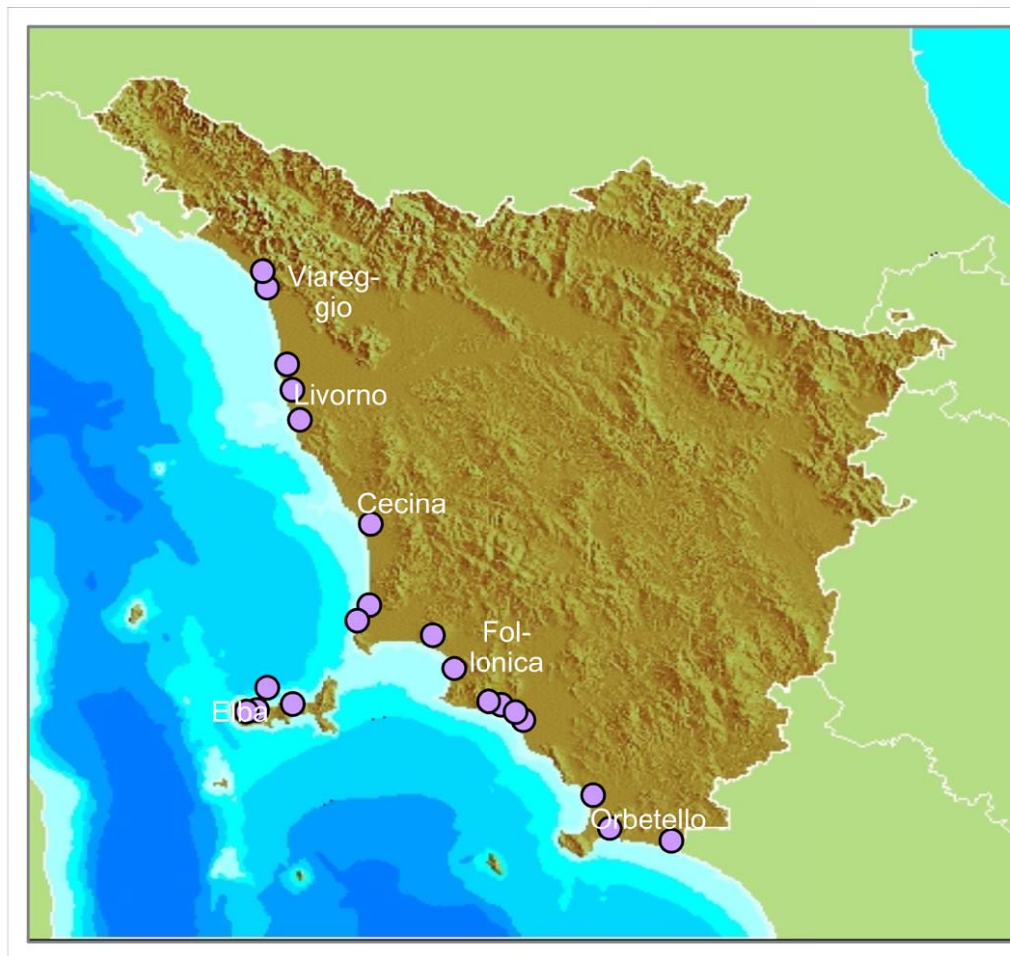 Viareg-
gio
Livorno
Cecina
Fol-
lonica
Elba
Orbetello